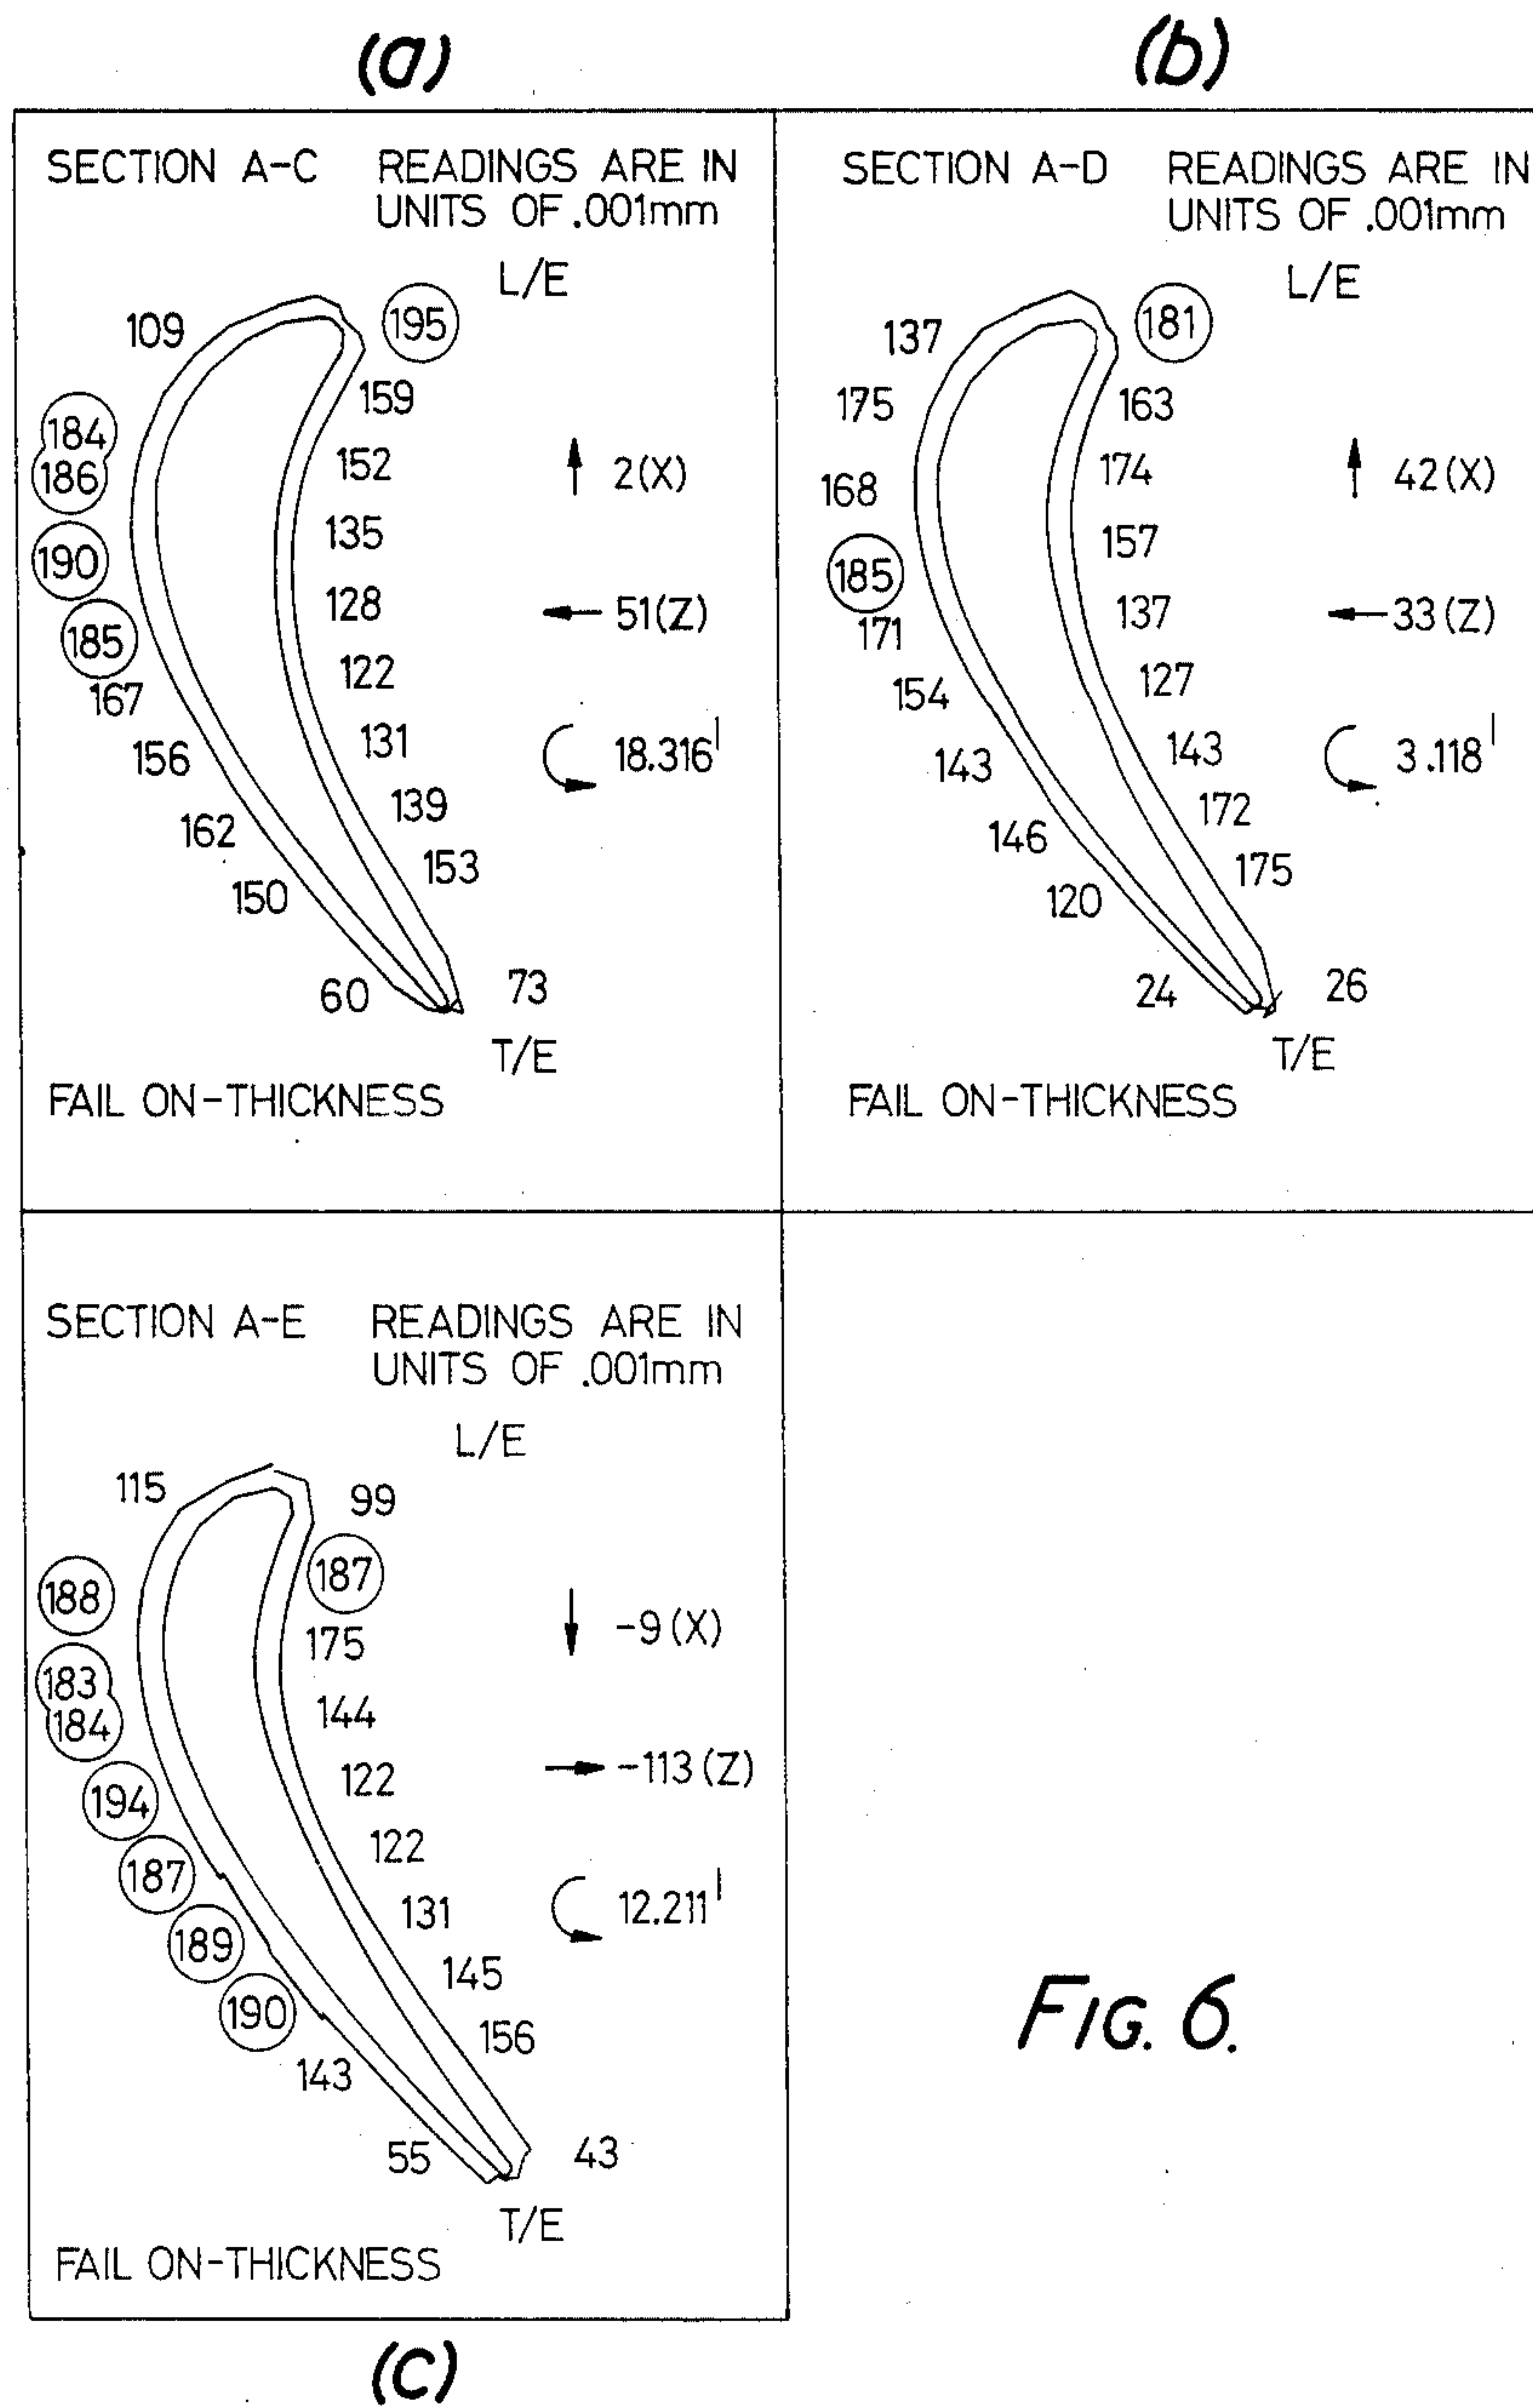 (a)
(b)
SECTION A-C READINGS ARE IN
UNITS OF .001mm
L/E
109
195
159
184
186
152
2(X)
190
135
185
128
51(Z)
167
122
156
131
18.316'
162
139
150
153
60
73
T/E
FAIL ON-THICKNESS
SECTION A-D READINGS ARE IN
UNITS OF .001mm
L/E
137
181
175
163
168
174
42(X)
185
157
171
137
33(Z)
154
127
143
143
3.118'
146
172
120
175
24
26
T/E
FAIL ON-THICKNESS
SECTION A-E READINGS ARE IN
UNITS OF .001mm
L/E
115
99
188
187
183
175
-9(X)
184
144
194
122
-113(Z)
187
122
189
131
12.211'
190
145
143
156
55
43
T/E
FAIL ON-THICKNESS
(c)
FIG. 6.